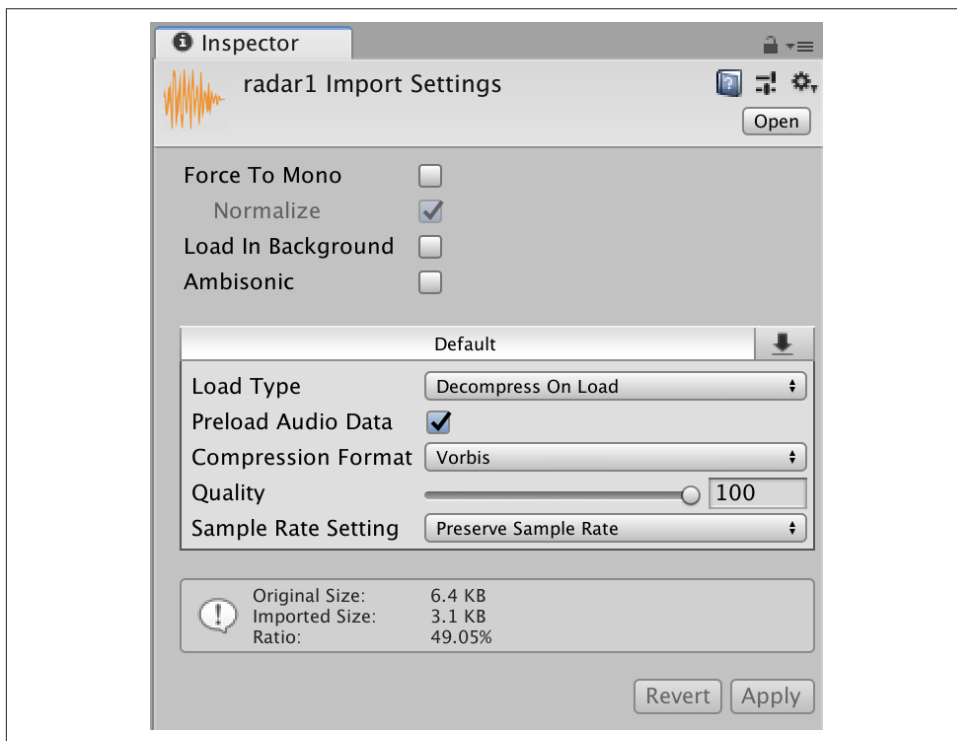 Inspector
radar1 Import Settings
Open
Force To Mono
Normalize
Load In Background
Ambisonic
Default
Load Type Decompress On Load
Preload Audio Data
Compression Format Vorbis
Quality 100
Sample Rate Setting Preserve Sample Rate
Original Size: 6.4 KB
Imported Size: 3.1 KB
Ratio: 49.05%
Revert Apply